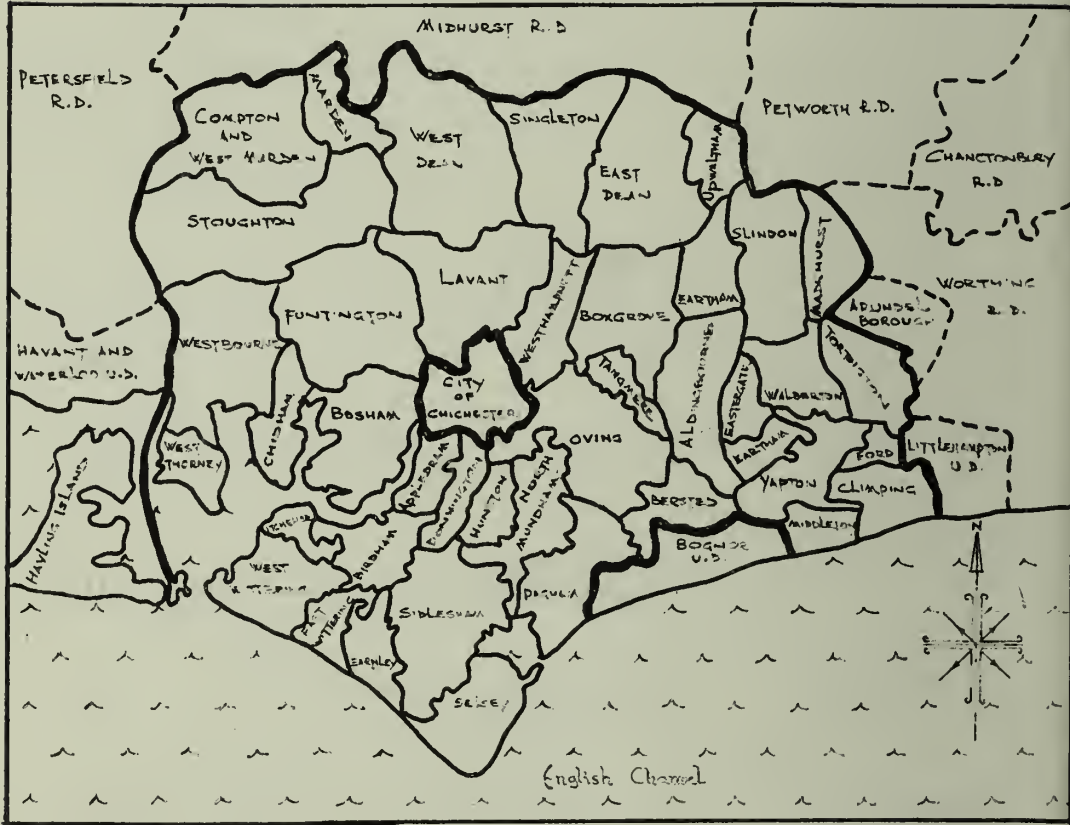 MIDHURST R.D
PETERSFIELD
R.D.
PETWORTH R.D.
CHANCTONBURY
R.D
COMPTON
AND
WEST MARDEN
MARDEN
WEST
DEAN
SINGLETON
EAST
DEAN
UPWALTHAM
STOUGHTON
SLINDON
MADEHURST
LAVANT
WESTHAMPNETT
BOXGROVE
EARTHAM
WORTHING
R.D.
ARUNDEL
BOROUGH
FUNTINGTON
WESTBOURNE
HAVANT AND
WATERLOO U.D.
TORTINGTON
CITY
OF
CHICHESTER
TANGMERE
ALDINGBOURNE
EASTERGATE
WALBERTON
CHIDHAM
BOSHAM
OVING
WEST
THORNEY
APPLEDRAM
DONNINGTON
HUNSTON
NORTH
MUNDHAM
EARTHAM
FORD
LITTLEHAMPTON
U.D.
YAPTON
CLIMPING
BERSTED
MIDDLETON
BOGNOR
U.D.
HAYLING ISLAND
BIRDHAM
WEST
WITTERING
EAST
WITTERING
SIDLESHAM
PAGHAM
EARNLEY
SELSEY
N
English Channel